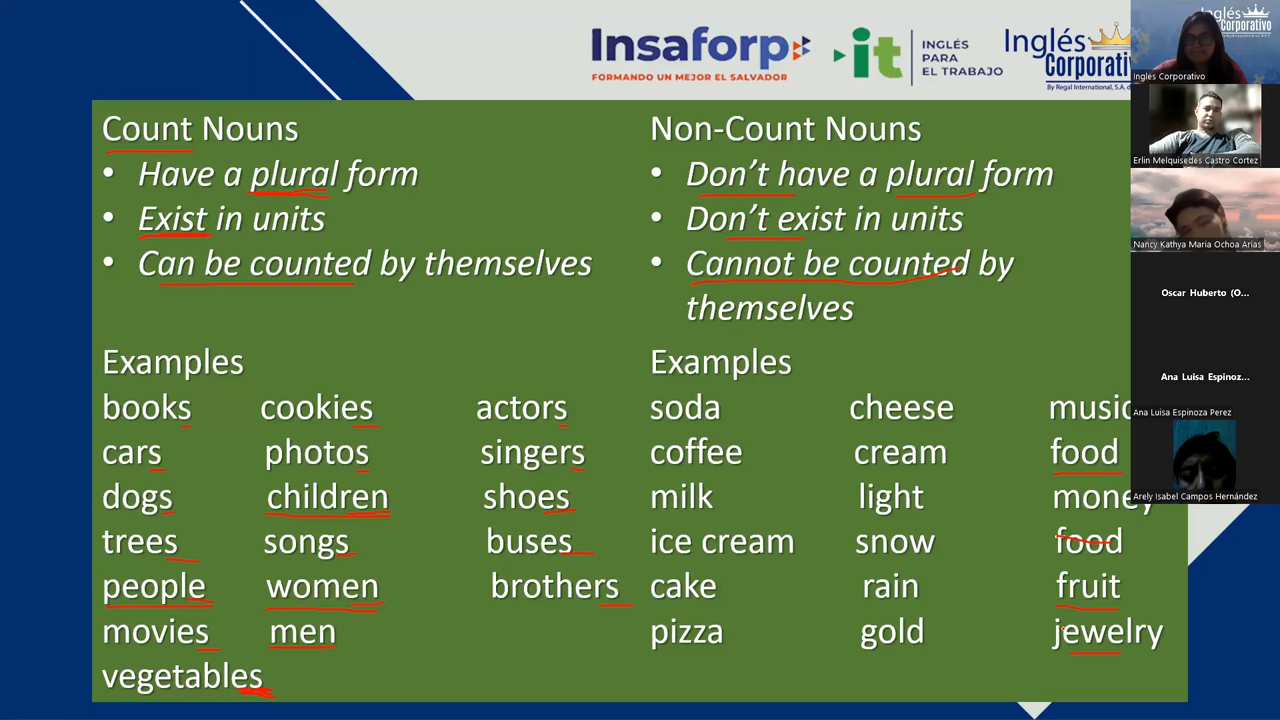 Insaforp
FORMANDO UN MEJOR EL SALVADOR
it
INGLÉS
PARA
EL TRABAJO
Inglés
Corporativ
By Regal International, S.A. d
Inglés
Corporativo
Ingles Corporativo
Erlin Melquisedes Castro Cortez
Nancy Kathya Maria Ochoa Arias
Oscar Huberto (O...
Ana Luisa Espinoz...
Ana Luisa Espinoza Perez
Arely Isabel Campos Hernández
Count Nouns
• Have a plural form
• Exist in units
• Can be counted by themselves
Examples
books cookies actors
cars photos singers
dogs children shoes
trees songs buses
people women brothers
movies men
vegetables
Non-Count Nouns
• Don't have a plural form
• Don't exist in units
• Cannot be counted by
themselves
Examples
soda cheese music
coffee cream food
milk light money
ice cream snow food
cake rain fruit
pizza gold jewelry